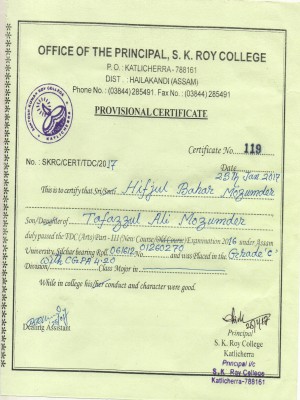 OFFICE OF THE PRINCIPAL, S. K. ROY COLLEGE
P.O : KATLICHERRA- 788161
DIST . HAILAKANDI (ASSAM)
Phone No : (03844) 285491. Fax No : (03844) 285491
PROVISIONAL CERTIFICATE
Certificate No. 119
No. : SKRC/CERT/TDC/2017
Date 25th Jan 2017
This is to certify that Sri/Smti. Hifzul Bahar Mozumder
Son/Daughter of Tafazzul Ali Mozumder
duly passed the TDC (Arts) Part - III (New Course/Old Course) Examination 2016 under Assam
University, Silchar bearing Roll. 061612 No. 01260270 and was Placed in the Grade 'C'
With CGPA 4.20
Division Class Major in
While in college his/her conduct and character were good.
Dealing Assistant
Principal
S. K. Roy College
Katlicherra
Principal i/c
S. K. Roy College
Katlicherra-788161